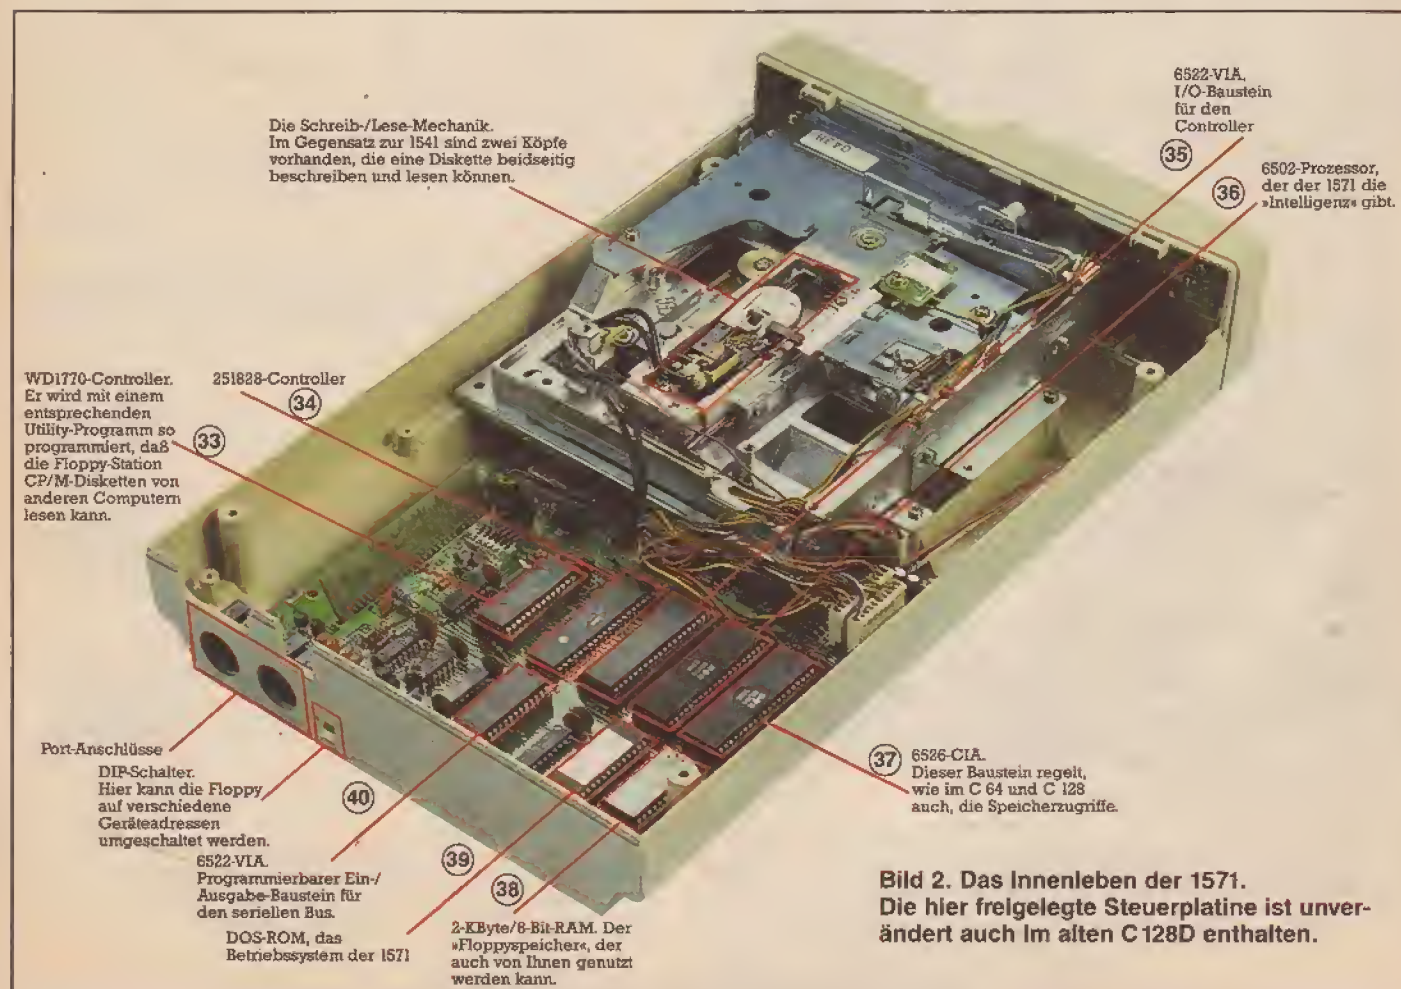 Die Schreib-/Lese-Mechanik.
Im Gegensatz zur 1541 sind zwei Köpfe
vorhanden, die eine Diskette beidseitig
beschreiben und lesen können.
6522-VIA.
I/O-Baustein
für den
Controller
35
36
6502-Prozessor,
der der 1571 die
»Intelligenz« gibt.
WD1770-Controller.
Er wird mit einem
entsprechenden
Utility-Programm so
programmiert, daß
die Floppy-Station
CP/M-Disketten von
anderen Computern
lesen kann.
33
251828-Controller
34
Port-Anschlüsse
DIP-Schalter.
Hier kann die Floppy
auf verschiedene
Geräteadressen
umgeschaltet werden.
40
6522-VIA.
Programmierbarer Ein-/
Ausgabe-Baustein für
den seriellen Bus.
39
DOS-ROM, das
Betriebssystem der 1571
38
2-KByte/8-Bit-RAM. Der
»Floppyspeicher«, der
auch von Ihnen genutzt
werden kann.
37
6526-CIA.
Dieser Baustein regelt,
wie im C 64 und C 128
auch, die Speicherzugriffe.
Bild 2. Das Innenleben der 1571.
Die hier freigelegte Steuerplatine ist unver-
ändert auch im alten C 128D enthalten.